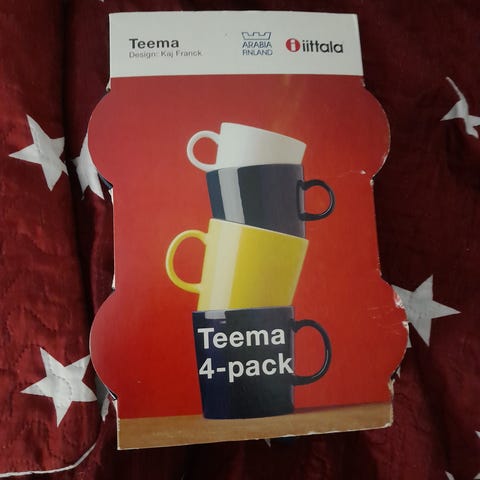 Teema
Design: Kaj Franck
ARABIA
FINLAND
iittala
Teema
4-pack